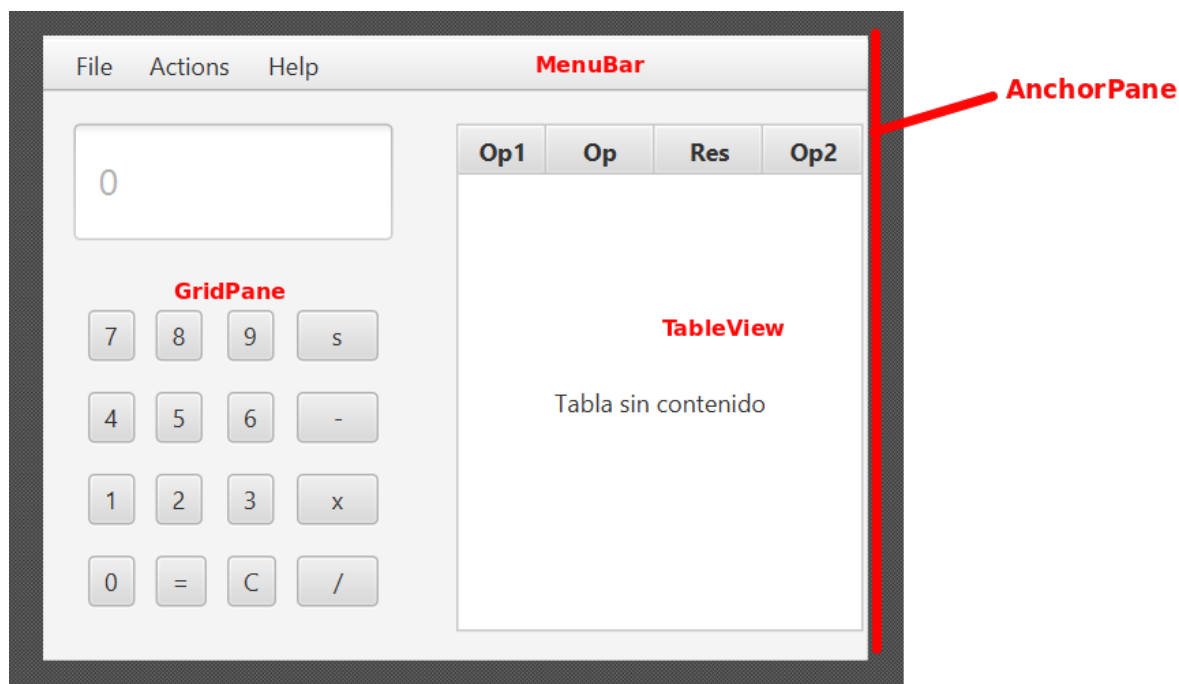 File Actions Help MenuBar
AnchorPane
Op1 Op Res Op2
0
GridPane
7 8 9 s
TableView
4 5 6 -
Tabla sin contenido
1 2 3 x
0 = C /